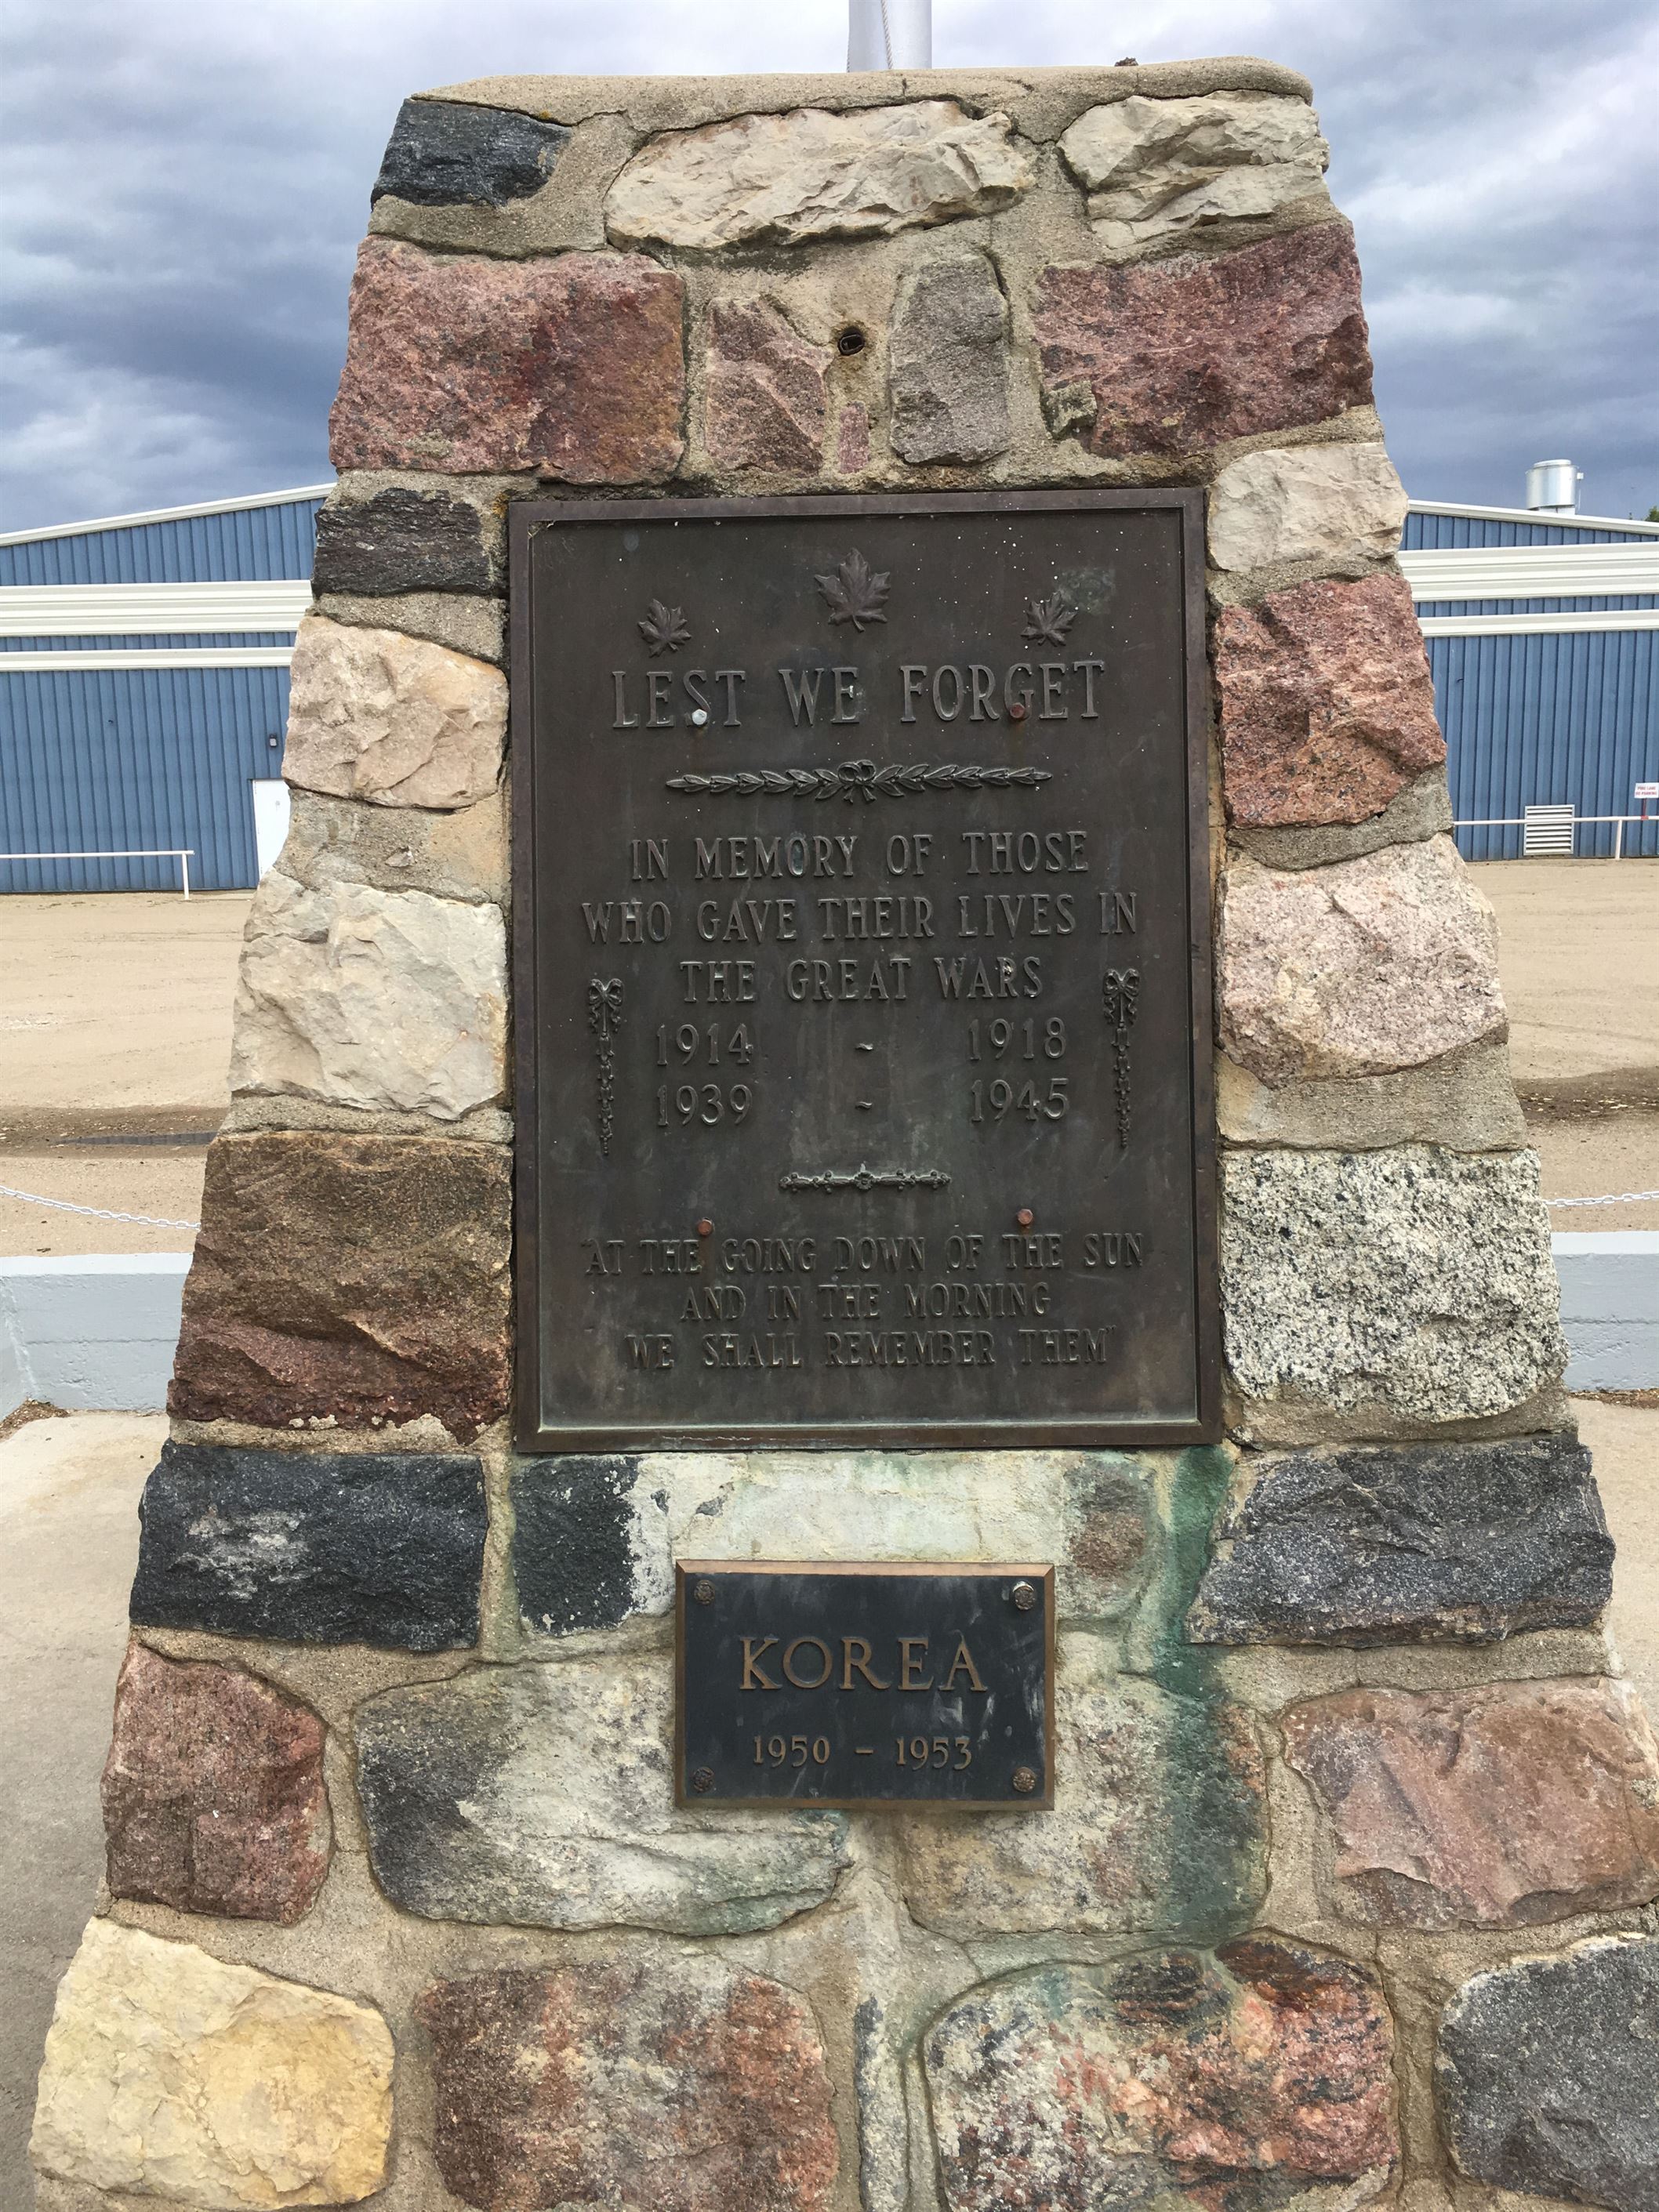 LEST WE FORGET
IN MEMORY OF THOSE
WHO GAVE THEIR LIVES IN
THE GREAT WARS
1914 ~ 1918
1939 ~ 1945
"AT THE GOING DOWN OF THE SUN
AND IN THE MORNING
WE SHALL REMEMBER THEM"
KOREA
1950 – 1953